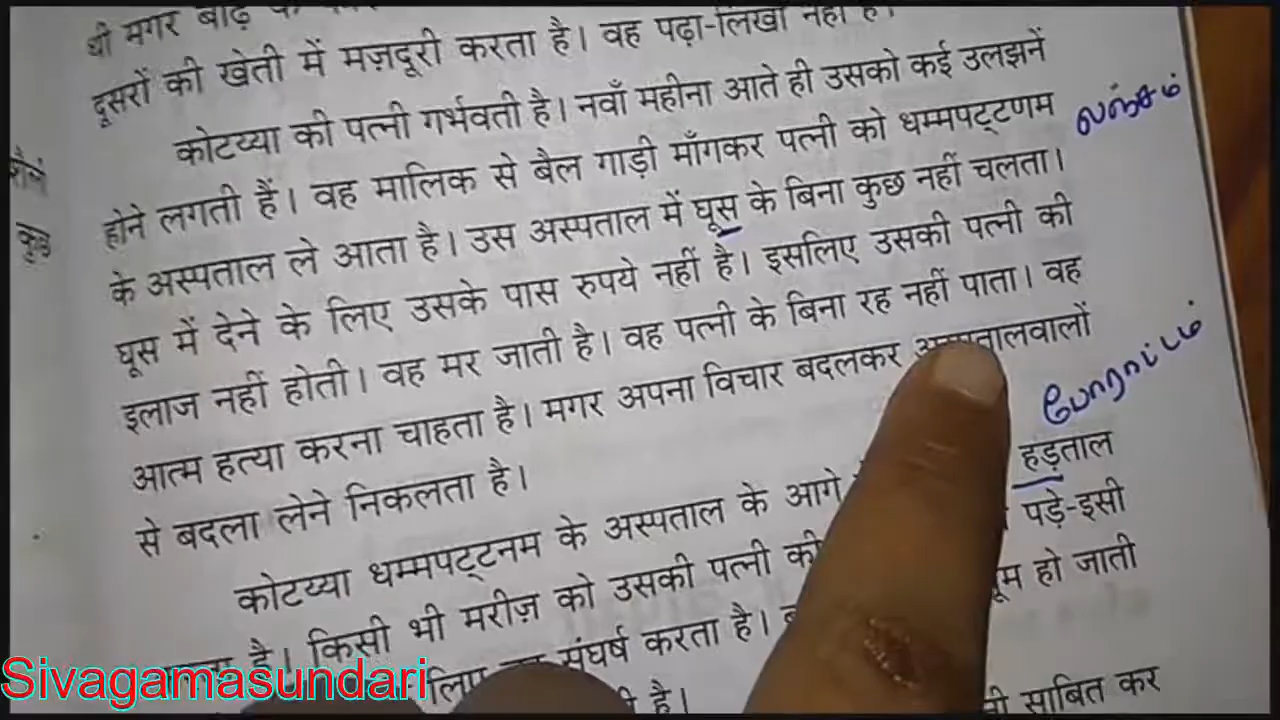 थी मगर बाढ़
दूसरों की खेती में मज़दूरी करता है। वह पढ़ा-लिखा नहीं है।
कोटय्या की पत्नी गर्भवती है। नवाँ महीना आते ही उसको कई उलझनें
होने लगती हैं। वह मालिक से बैल गाड़ी माँगकर पत्नी को धम्मपट्टणम லஞ்சம்
के अस्पताल ले आता है। उस अस्पताल में घूस के बिना कुछ नहीं चलता।
घूस में देने के लिए उसके पास रुपये नहीं है। इसलिए उसकी पत्नी की
इलाज नहीं होती। वह मर जाती है। वह पत्नी के बिना रह नहीं पाता। वह
आत्म हत्या करना चाहता है। मगर अपना विचार बदलकर अस्पतालवालों
से बदला लेने निकलता है। போராட்டம்
कोटय्या धम्मपट्टनम के अस्पताल के आगे हड़ताल
है। किसी भी मरीज़ को उसकी पत्नी की पड़े-इसी
लिए संघर्ष करता है। हो जाती
है। साबित कर
Sivagamasundari